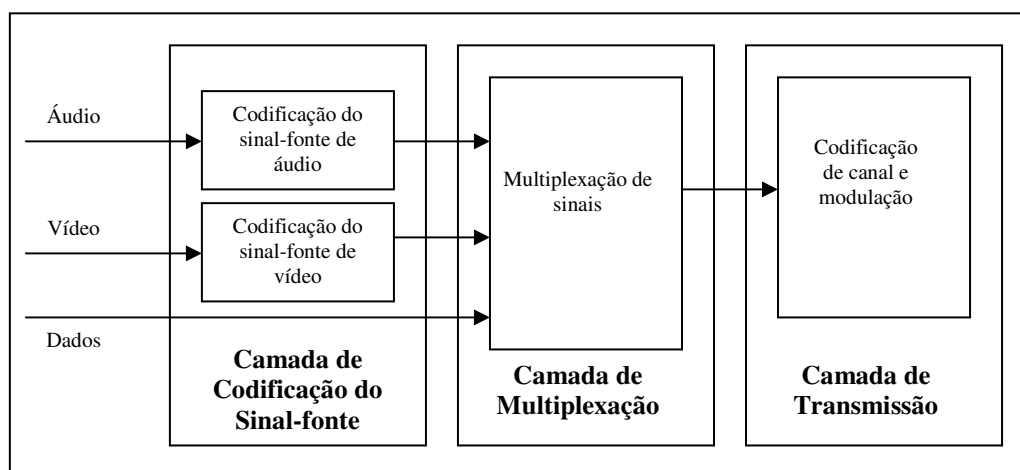 Áudio
Codificação do
sinal-fonte de
áudio
Vídeo
Codificação do
sinal-fonte de
vídeo
Dados
Camada de
Codificação do
Sinal-fonte
Multiplexação de
sinais
Camada de
Multiplexação
Codificação
de canal e
modulação
Camada de
Transmissão